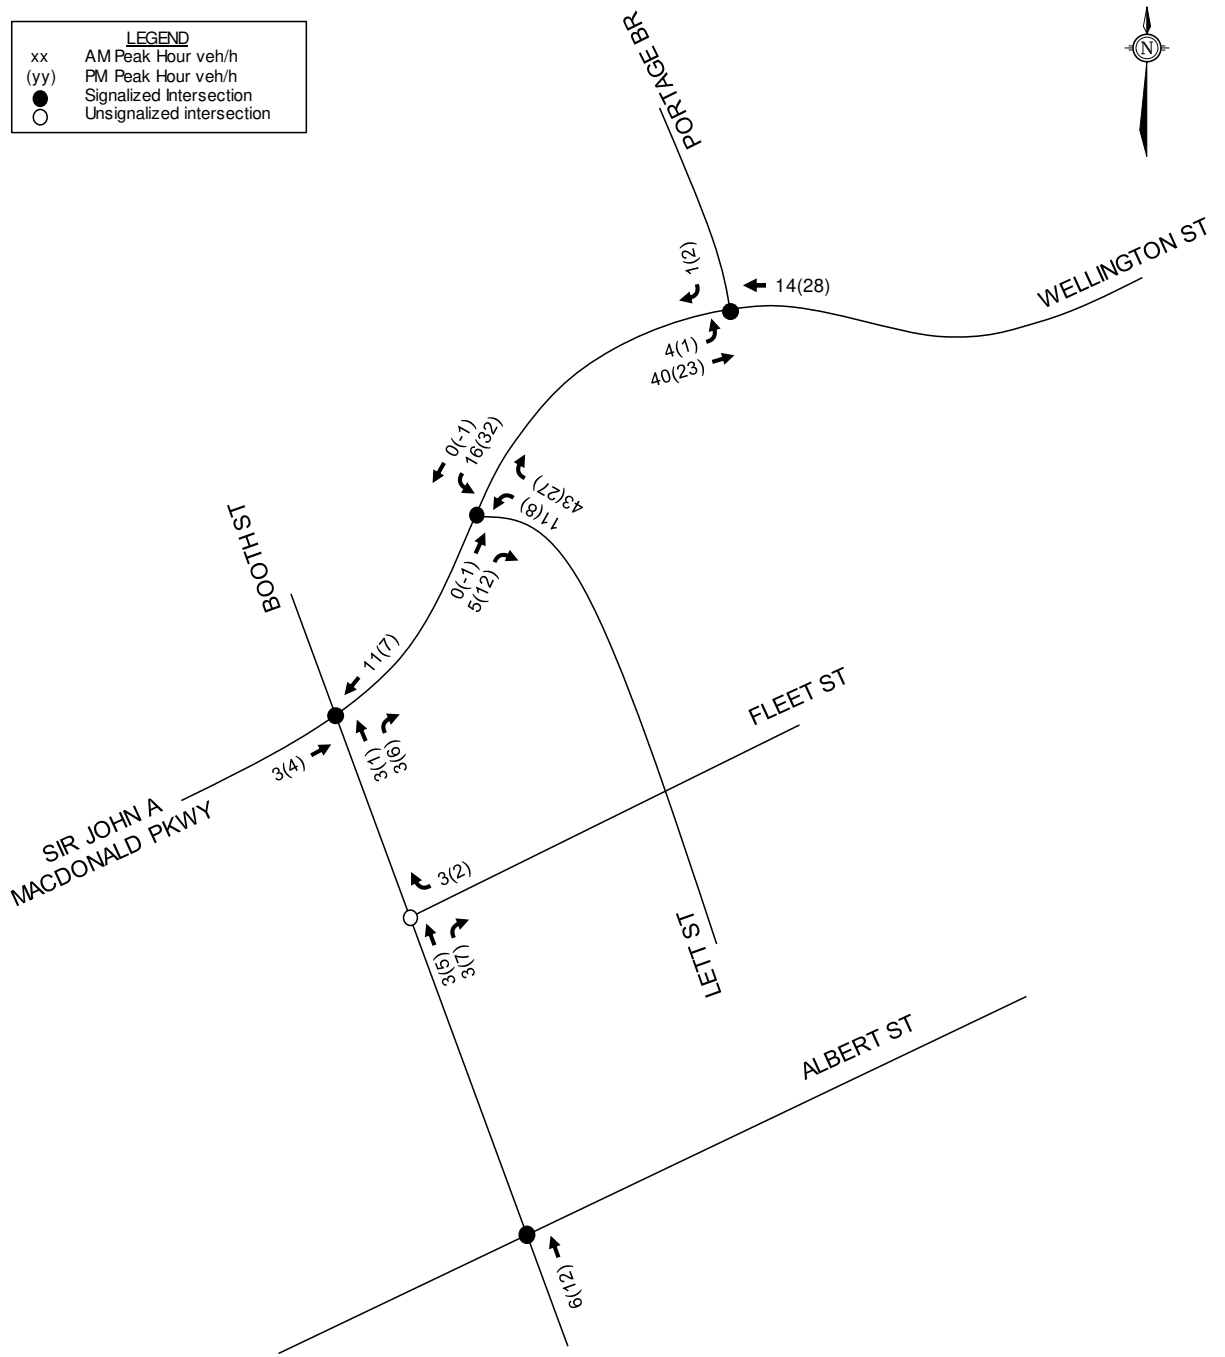 LEGEND
xx AM Peak Hour veh/h
(yy) PM Peak Hour veh/h
Signalized Intersection
Unsignalized intersection
N
PORTAGE BR
WELLINGTON ST
1(2)
14(28)
4(1)
40(23)
0(-1)
16(32)
43(27)
11(8)
0(-1)
5(12)
BOOTH ST
11(7)
3(4)
3(1)
3(6)
SIR JOHN A
MACDONALD PKWY
FLEET ST
3(2)
3(5)
3(7)
LETT ST
ALBERT ST
6(12)